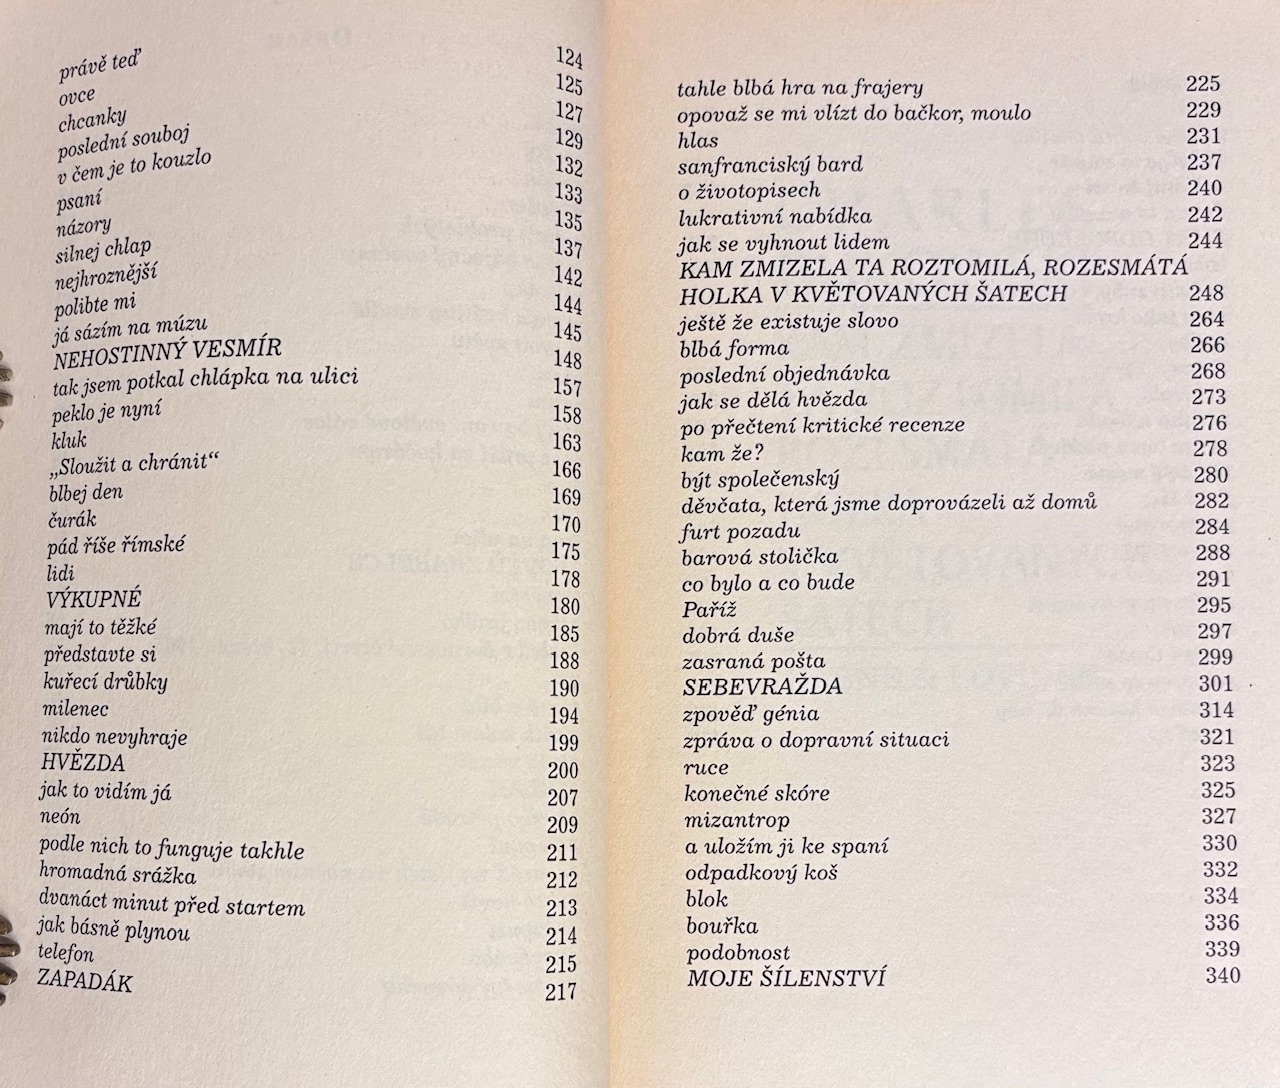 právě teď 124
ovce 125
chcanky 127
poslední souboj 129
v čem je to kouzlo 132
psaní 133
názory 135
silnej chlap 137
nejhroznější 142
polibte mi 144
já sázím na múzu 145
NEHOSTINNÝ VESMÍR 148
tak jsem potkal chlápka na ulici 157
peklo je nyní 158
kluk 163
„Sloužit a chránit“ 166
blbej den 169
čurák 170
pád říše římské 175
lidi 178
VÝKUPNÉ 180
mají to těžké 185
představte si 188
kuřecí drůbky 190
milenec 194
nikdo nevyhraje 199
HVĚZDA 200
jak to vidím já 207
neón 209
podle nich to funguje takhle 211
hromadná srážka 212
dvanáct minut před startem 213
jak básně plynou 214
telefon 215
ZAPADÁK 217
tahle blbá hra na frajery 225
opovaž se mi vlízt do bačkor, moulo 229
hlas 231
sanfranciský bard 237
o životopisech 240
lukrativní nabídka 242
jak se vyhnout lidem 244
KAM ZMIZELA TA ROZTOMILÁ, ROZESMÁTÁ
HOLKA V KVĚTOVANÝCH ŠATECH 248
ještě že existuje slovo 264
blbá forma 266
poslední objednávka 268
jak se dělá hvězda 273
po přečtení kritické recenze 276
kam že? 278
být společenský 280
děvčata, která jsme doprovázeli až domů 282
furt pozadu 284
barová stolička 288
co bylo a co bude 291
Paříž 295
dobrá duše 297
zasraná pošta 299
SEBEVRAŽDA 301
zpověď génia 314
zpráva o dopravní situaci 321
ruce 323
konečné skóre 325
mizantrop 327
a uložím ji ke spaní 330
odpadkový koš 332
blok 334
bouřka 336
podobnost 339
MOJE ŠÍLENSTVÍ 340